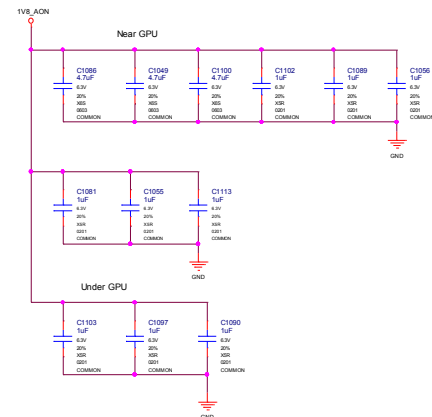 1V8_AON
Near GPU
C1086 C1049 C1100 C1102 C1089 C1056
4.7uF 4.7uF 4.7uF 1uF 1uF 1uF
6.3V 6.3V 6.3V 6.3V 6.3V 6.3V
20% 20% 20% 20% 20% 20%
X6S X6S X6S X5R X5R X5R
0603 0603 0603 0201 0201 0201
COMMON COMMON COMMON COMMON COMMON COMMON
GND
C1081 C1055 C1113
1uF 1uF 1uF
6.3V 6.3V 6.3V
20% 20% 20%
X5R X5R X5R
0201 0201 0201
COMMON COMMON COMMON
GND
Under GPU
C1103 C1097 C1090
1uF 1uF 1uF
6.3V 6.3V 6.3V
20% 20% 20%
X5R X5R X5R
0201 0201 0201
COMMON COMMON COMMON
GND